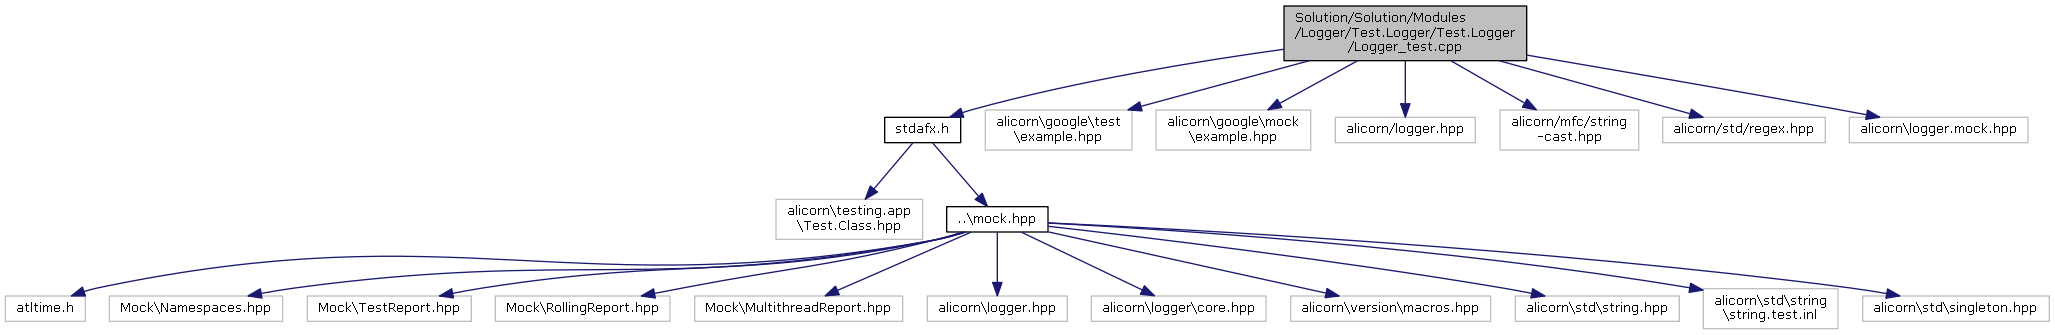 Solution/Solution/Modules
/Logger/Test.Logger/Test.Logger
/Logger_test.cpp
stdafx.h
alicorn\google\test
\example.hpp
alicorn\google\mock
\example.hpp
alicorn/logger.hpp
alicorn/mfc/string
-cast.hpp
alicorn/std/regex.hpp
alicorn\logger.mock.hpp
alicorn\testing.app
\Test.Class.hpp
..\mock.hpp
atltime.h
Mock\Namespaces.hpp
Mock\TestReport.hpp
Mock\RollingReport.hpp
Mock\MultithreadReport.hpp
alicorn\logger.hpp
alicorn\logger\core.hpp
alicorn\version\macros.hpp
alicorn\std\string.hpp
alicorn\std\string
\string.test.inl
alicorn\std\singleton.hpp